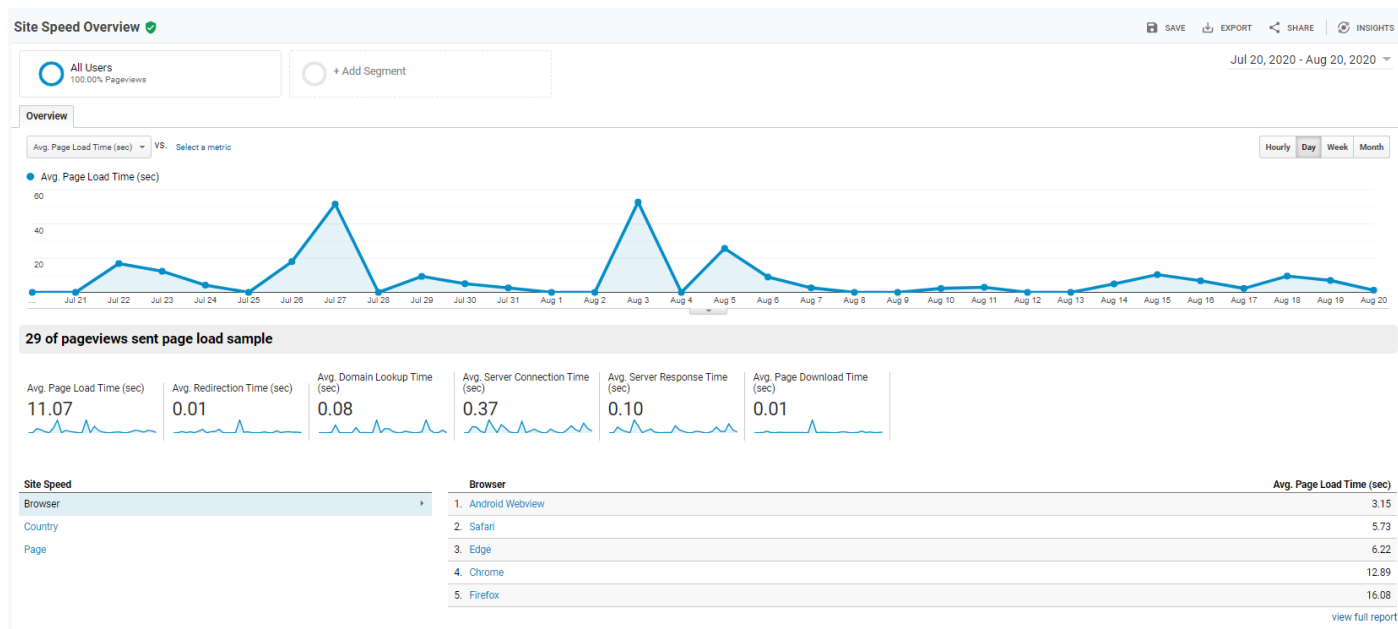 Site Speed Overview
SAVE EXPORT SHARE INSIGHTS
All Users
100.00% Pageviews
+ Add Segment
Jul 20, 2020 - Aug 20, 2020
Overview
Avg. Page Load Time (sec) VS. Select a metric
Hourly Day Week Month
Avg. Page Load Time (sec)
60
40
20
... Jul 21 Jul 22 Jul 23 Jul 24 Jul 25 Jul 26 Jul 27 Jul 28 Jul 29 Jul 30 Jul 31 Aug 1 Aug 2 Aug 3 Aug 4 Aug 5 Aug 6 Aug 7 Aug 8 Aug 9 Aug 10 Aug 11 Aug 12 Aug 13 Aug 14 Aug 15 Aug 16 Aug 17 Aug 18 Aug 19 Aug 20
29 of pageviews sent page load sample
Avg. Page Load Time (sec)
11.07
Avg. Redirection Time (sec)
0.01
Avg. Domain Lookup Time
(sec)
0.08
Avg. Server Connection Time
(sec)
0.37
Avg. Server Response Time
(sec)
0.10
Avg. Page Download Time
(sec)
0.01
Site Speed
Browser
Country
Page
Browser Avg. Page Load Time (sec)
1. Android Webview 3.15
2. Safari 5.73
3. Edge 6.22
4. Chrome 12.89
5. Firefox 16.08
view full report